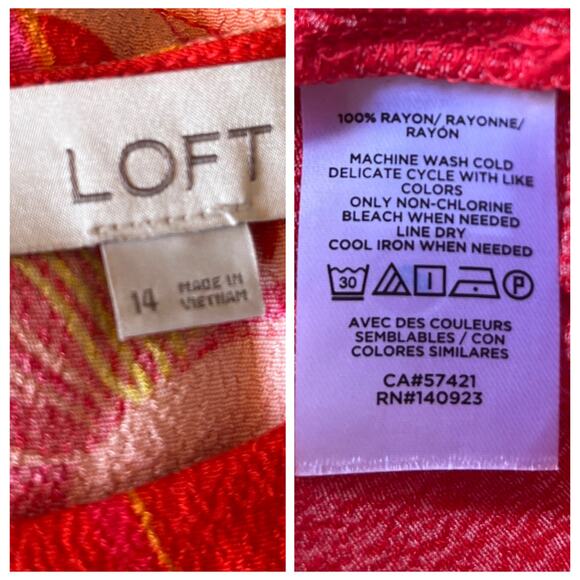 LOFT
14
MADE IN
VIETNAM
100% RAYON/ RAYONNE/
RAYÓN
MACHINE WASH COLD
DELICATE CYCLE WITH LIKE
COLORS
ONLY NON-CHLORINE
BLEACH WHEN NEEDED
LINE DRY
COOL IRON WHEN NEEDED
30 P
AVEC DES COULEURS
SEMBLABLES / CON
COLORES SIMILARES
CA#57421
RN#140923